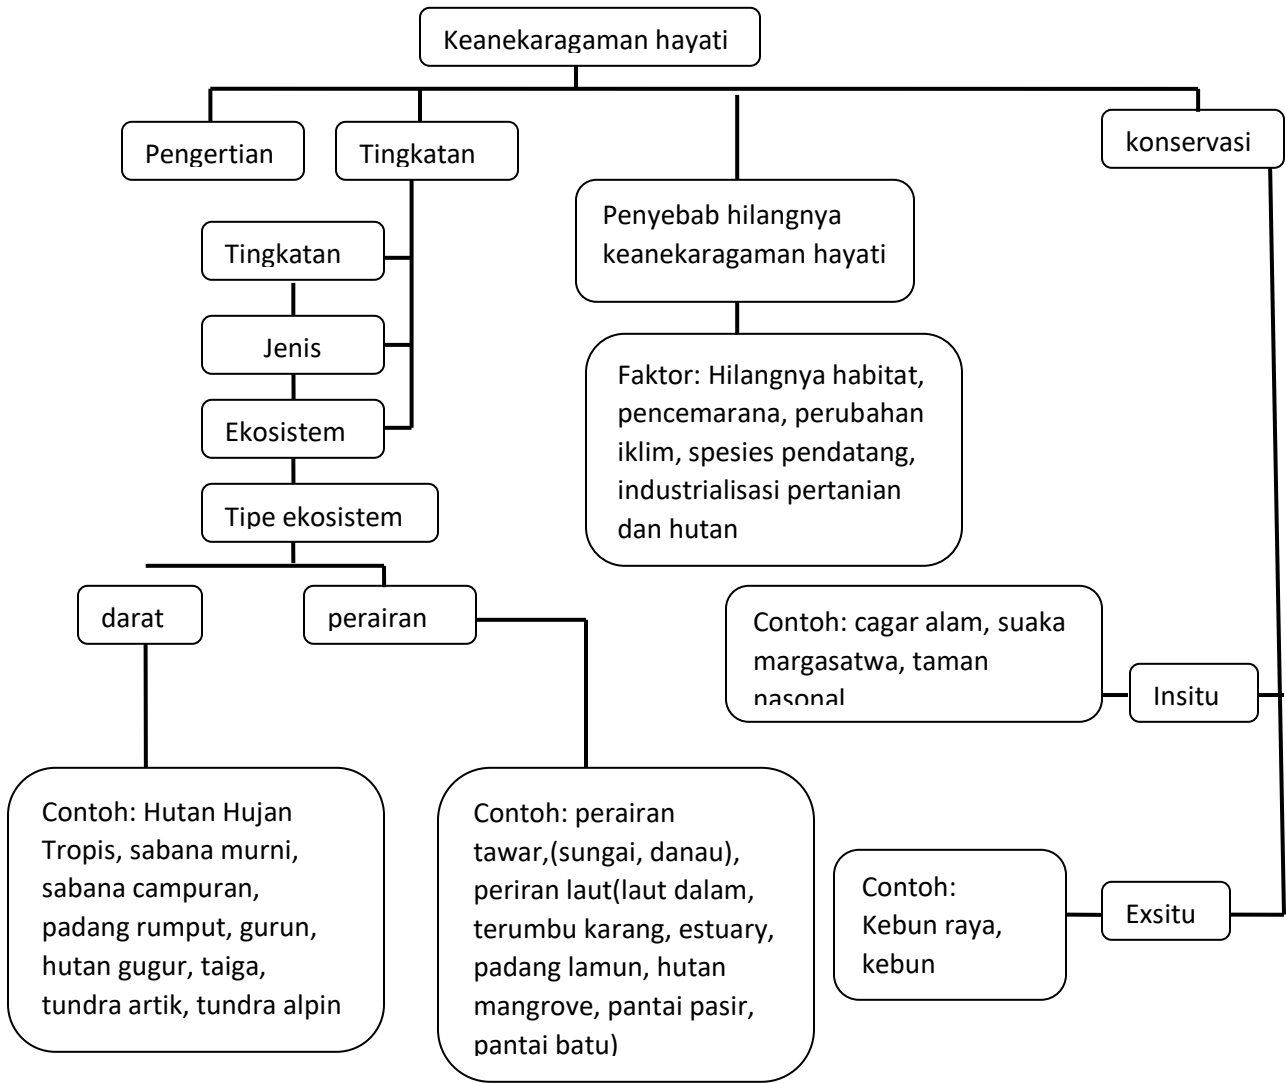 Keanekaragaman hayati
Pengertian
Tingkatan
konservasi
Penyebab hilangnya
keanekaragaman hayati
Tingkatan
Jenis
Ekosistem
Tipe ekosistem
Faktor: Hilangnya habitat,
pencemarana, perubahan
iklim, spesies pendatang,
industrialisasi pertanian
dan hutan
darat
perairan
Contoh: cagar alam, suaka
margasatwa, taman
nasonal
Insitu
Contoh: Hutan Hujan
Tropis, sabana murni,
sabana campuran,
padang rumput, gurun,
hutan gugur, taiga,
tundra artik, tundra alpin
Contoh: perairan
tawar,(sungai, danau),
periran laut(laut dalam,
terumbu karang, estuary,
padang lamun, hutan
mangrove, pantai pasir,
pantai batu)
Contoh:
Kebun raya,
kebun
Exsitu